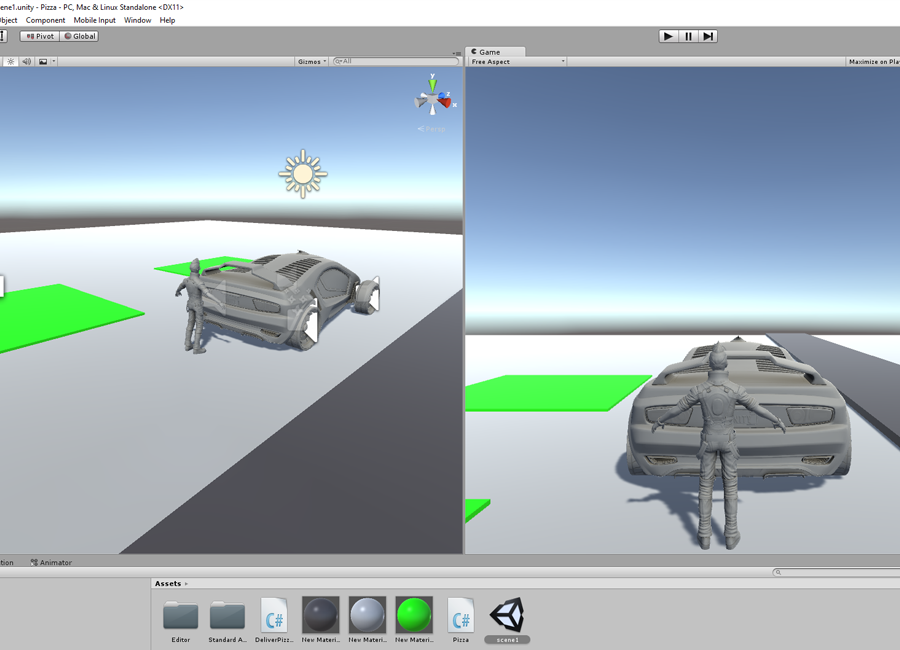 ene1.unity - Pizza - PC, Mac & Linux Standalone <DX11>
bject Component Mobile Input Window Help
Pivot Global
Game
Gizmos All
Free Aspect
Maximize on Pla
y
z
x
Persp
tion Animator
Assets
Editor Standard A.. DeliverPizz.. New Materi.. New Materi.. New Materi.. Pizza scene1
C# C#